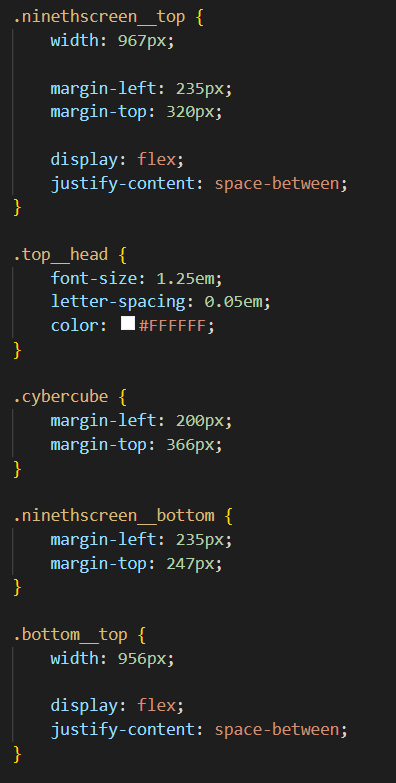 .ninethscreen__top {
    width: 967px;

    margin-left: 235px;
    margin-top: 320px;

    display: flex;
    justify-content: space-between;
}

.top__head {
    font-size: 1.25em;
    letter-spacing: 0.05em;
    color: #FFFFFF;
}

.cybercube {
    margin-left: 200px;
    margin-top: 366px;
}

.ninethscreen__bottom {
    margin-left: 235px;
    margin-top: 247px;
}

.bottom__top {
    width: 956px;

    display: flex;
    justify-content: space-between;
}